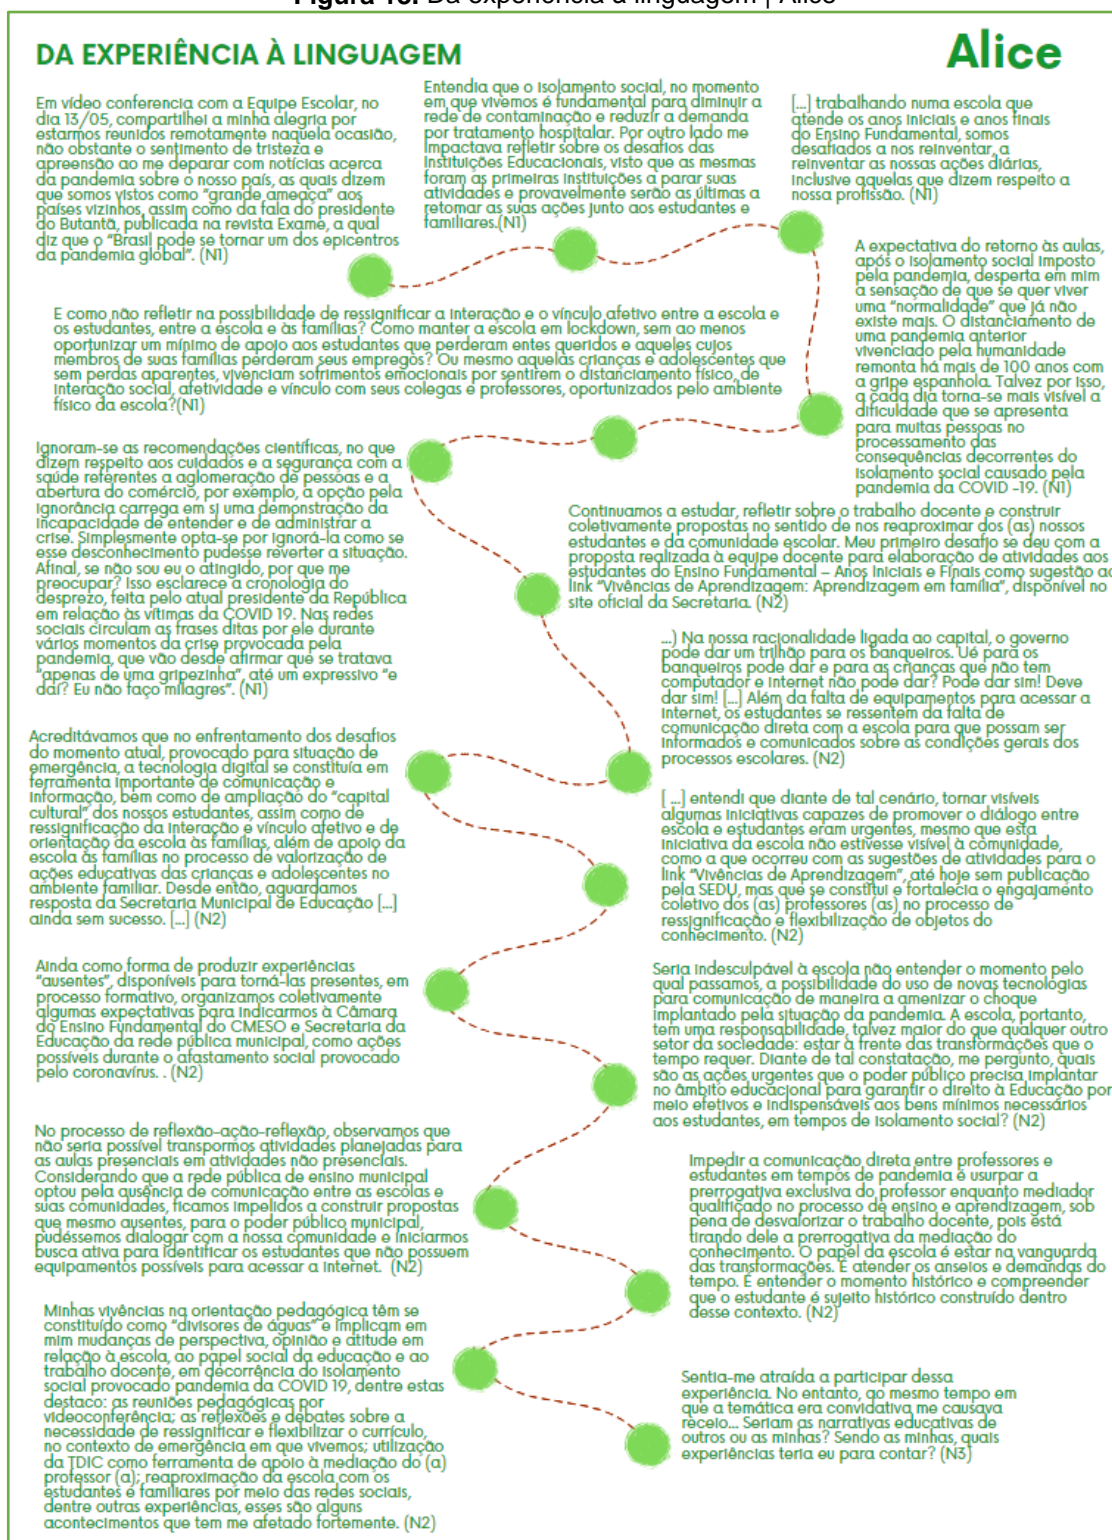 Figura 18. Da experiência à linguagem | Alice
DA EXPERIÊNCIA À LINGUAGEM
Alice
Em vídeo conferencia com a Equipe Escolar, no
dia 13/05, compartilhei a minha alegria por
estarmos reunidos remotamente naquela ocasião,
não obstante o sentimento de tristeza e
apreensão ao me deparar com notícias acerca
da pandemia sobre o nosso país, as quais dizem
que somos vistos como "grande ameaça" aos
países vizinhos, assim como da fala do presidente
do Butantã, publicada na revista Exame, a qual
diz que o "Brasil pode se tornar um dos epicentros
da pandemia global". (N1)
Entendia que o isolamento social, no momento
em que vivemos é fundamental para diminuir a
rede de contaminação e reduzir a demanda
por tratamento hospitalar. Por outro lado me
impactava refletir sobre os desafios das
Instituições Educacionais, visto que as mesmas
foram as primeiras instituições a parar suas
atividades e provavelmente serão as últimas a
retomar as suas ações junto aos estudantes e
familiares.(N1)
[...] trabalhando numa escola que
atende os anos iniciais e anos finais
do Ensino Fundamental, somos
desafiados a nos reinventar, a
reinventar as nossas ações diárias,
inclusive aquelas que dizem respeito a
nossa profissão. (N1)
A expectativa do retorno às aulas,
após o isolamento social imposto
pela pandemia, desperta em mim
a sensação de que se quer viver
uma "normalidade" que já não
existe mais. O distanciamento de
uma pandemia anterior
vivenciado pela humanidade
remonta há mais de 100 anos com
a gripe espanhola. Talvez por isso,
a cada dia torna-se mais visível a
dificuldade que se apresenta
para muitas pessoas no
processamento das
consequências decorrentes do
isolamento social causado pela
pandemia da COVID -19. (N1)
E como não refletir na possibilidade de ressignificar a interação e o vínculo afetivo entre a escola e
os estudantes, entre a escola e às famílias? Como manter a escola em lockdown, sem ao menos
oportunizar um mínimo de apoio aos estudantes que perderam entes queridos e aqueles cujos
membros de suas famílias perderam seus empregos? Ou mesmo aquelas crianças e adolescentes que
sem perdas aparentes, vivenciam sofrimentos emocionais por sentirem o distanciamento físico, de
interação social, afetividade e vínculo com seus colegas e professores, oportunizados pelo ambiente
físico da escola?(N1)
Ignoram-se as recomendações científicas, no que
dizem respeito aos cuidados e a segurança com a
saúde referentes a aglomeração de pessoas e a
abertura do comércio, por exemplo, a opção pela
ignorância carrega em si uma demonstração da
incapacidade de entender e de administrar a
crise. Simplesmente opta-se por ignorá-la como se
esse desconhecimento pudesse reverter a situação.
Afinal, se não sou eu o atingido, por que me
preocupar? Isso esclarece a cronologia do
desprezo, feita pelo atual presidente da República
em relação às vítimas da COVID 19. Nas redes
sociais circulam as frases ditas por ele durante
vários momentos da crise provocada pela
pandemia, que vão desde afirmar que se tratava
"apenas de uma gripezinha", até um expressivo "e
daí? Eu não faço milagres". (N1)
Continuamos a estudar, refletir sobre o trabalho docente e construir
coletivamente propostas no sentido de nos reaproximar dos (as) nossos
estudantes e da comunidade escolar. Meu primeiro desafio se deu com a
proposta realizada à equipe docente para elaboração de atividades aos
estudantes do Ensino Fundamental – Anos Iniciais e Finais como sugestão ao
link "Vivências de Aprendizagem: Aprendizagem em família", disponível no
site oficial da Secretaria. (N2)
...) Na nossa racionalidade ligada ao capital, o governo
pode dar um trilhão para os banqueiros. Ué para os
banqueiros pode dar e para as crianças que não tem
computador e internet não pode dar? Pode dar sim! Deve
dar sim! [...] Além da falta de equipamentos para acessar a
internet, os estudantes se ressentem da falta de
comunicação direta com a escola para que possam ser
informados e comunicados sobre as condições gerais dos
processos escolares. (N2)
Acreditávamos que no enfrentamento dos desafios
do momento atual, provocado para situação de
emergência, a tecnologia digital se constituía em
ferramenta importante de comunicação e
informação, bem como de ampliação do "capital
cultural" dos nossos estudantes, assim como de
ressignificação da interação e vínculo afetivo e de
orientação da escola às famílias, além de apoio da
escola às famílias no processo de valorização de
ações educativas das crianças e adolescentes no
ambiente familiar. Desde então, aguardamos
resposta da Secretaria Municipal de Educação [...]
ainda sem sucesso. [...] (N2)
[ ...] entendi que diante de tal cenário, tornar visíveis
algumas iniciativas capazes de promover o diálogo entre
escola e estudantes eram urgentes, mesmo que esta
iniciativa da escola não estivesse visível à comunidade,
como a que ocorreu com as sugestões de atividades para o
link "Vivências de Aprendizagem", até hoje sem publicação
pela SEDU, mas que se constitui e fortalecia o engajamento
coletivo dos (as) professores (as) no processo de
ressignificação e flexibilização de objetos do
conhecimento. (N2)
Ainda como forma de produzir experiências
"ausentes", disponíveis para torná-las presentes, em
processo formativo, organizamos coletivamente
algumas expectativas para indicarmos à Câmara
do Ensino Fundamental do CMESO e Secretaria da
Educação da rede pública municipal, como ações
possíveis durante o afastamento social provocado
pelo coronavírus. . (N2)
Seria indesculpável à escola não entender o momento pelo
qual passamos, a possibilidade do uso de novas tecnologias
para comunicação de maneira a amenizar o choque
implantado pela situação da pandemia. A escola, portanto,
tem uma responsabilidade, talvez maior do que qualquer outro
setor da sociedade: estar à frente das transformações que o
tempo requer. Diante de tal constatação, me pergunto, quais
são as ações urgentes que o poder público precisa implantar
no âmbito educacional para garantir o direito à Educação por
meio efetivos e indispensáveis aos bens mínimos necessários
aos estudantes, em tempos de isolamento social? (N2)
No processo de reflexão-ação-reflexão, observamos que
não seria possível transpormos atividades planejadas para
as aulas presenciais em atividades não presenciais.
Considerando que a rede pública de ensino municipal
optou pela ausência de comunicação entre as escolas e
suas comunidades, ficamos impelidos a construir propostas
que mesmo ausentes, para o poder público municipal,
pudéssemos dialogar com a nossa comunidade e iniciarmos
busca ativa para identificar os estudantes que não possuem
equipamentos possíveis para acessar a internet. (N2)
Impedir a comunicação direta entre professores e
estudantes em tempos de pandemia é usurpar a
prerrogativa exclusiva do professor enquanto mediador
qualificado no processo de ensino e aprendizagem, sob
pena de desvalorizar o trabalho docente, pois está
tirando dele a prerrogativa da mediação do
conhecimento. O papel da escola é estar na vanguarda
das transformações. É atender os anseios e demandas do
tempo. É entender o momento histórico e compreender
que o estudante é sujeito histórico construído dentro
desse contexto. (N2)
Minhas vivências na orientação pedagógica têm se
constituído como "divisores de águas" e implicam em
mim mudanças de perspectiva, opinião e atitude em
relação à escola, ao papel social da educação e ao
trabalho docente, em decorrência do isolamento
social provocado pandemia da COVID 19, dentre estas
destaco: as reuniões pedagógicas por
videoconferência; as reflexões e debates sobre a
necessidade de ressignificar e flexibilizar o currículo,
no contexto de emergência em que vivemos; utilização
da TDIC como ferramenta de apoio à mediação do (a)
professor (a); reaproximação da escola com os
estudantes e familiares por meio das redes sociais,
dentre outras experiências, esses são alguns
acontecimentos que tem me afetado fortemente. (N2)
Sentia-me atraída a participar dessa
experiência. No entanto, ao mesmo tempo em
que a temática era convidativa me causava
receio... Seriam as narrativas educativas de
outros ou as minhas? Sendo as minhas, quais
experiências teria eu para contar? (N3)